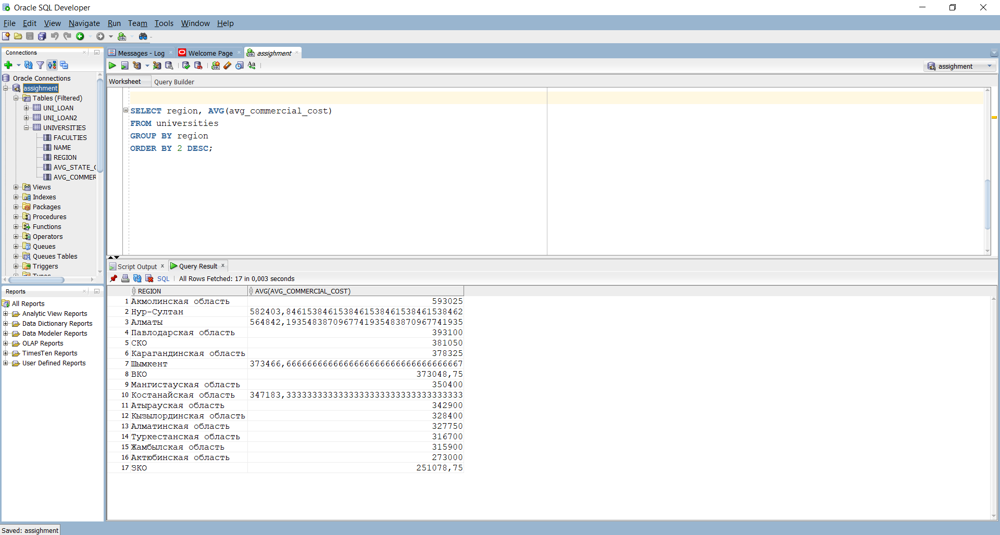 Oracle SQL Developer
File Edit View Navigate Run Team Tools Window Help
Connections
Messages - Log
Welcome Page
assighment
assighment
Oracle Connections
assighment
Tables (Filtered)
UNI_LOAN
UNI_LOAN2
UNIVERSITIES
FACULTIES
NAME
REGION
AVG_STATE_
AVG_COMMER
Views
Indexes
Packages
Procedures
Functions
Operators
Queues
Queues Tables
Triggers
Types
Reports
All Reports
Analytic View Reports
Data Dictionary Reports
Data Modeler Reports
OLAP Reports
TimesTen Reports
User Defined Reports
Worksheet Query Builder
SELECT region, AVG(avg_commercial_cost)
FROM universities
GROUP BY region
ORDER BY 2 DESC;
Script Output x Query Result x
SQL All Rows Fetched: 17 in 0,003 seconds
REGION AVG(AVG_COMMERCIAL_COST)
1 Акмолинская область 593025
2 Нур-Султан 582403,846153846153846153846153846153846462
3 Алматы 564842,1935483870967741935483870967741935
4 Павлодарская область 393100
5 СКО 381050
6 Карагандинская область 378325
7 Шымкент 373466,6666666666666666666666666666666667
8 ВКО 373048,75
9 Мангистауская область 350400
10 Костанайская область 347183,3333333333333333333333333333333333
11 Атырауская область 342900
12 Кызылординская область 328400
13 Алматинская область 327750
14 Туркестанская область 316700
15 Жамбылская область 315900
16 Актюбинская область 273000
17 ЗКО 251078,75
Saved: assighment